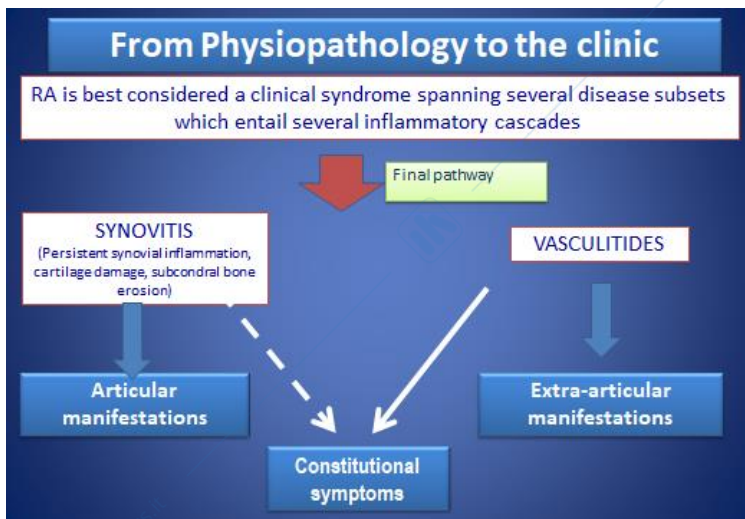 From Physiopathology to the clinic
RA is best considered a clinical syndrome spanning several disease subsets
which entail several inflammatory cascades
Final pathway
SYNOVITIS
(Persistent synovial inflammation,
cartilage damage, subcondral bone
erosion)
VASCULITIDES
Articular
manifestations
Extra-articular
manifestations
Constitutional
symptoms